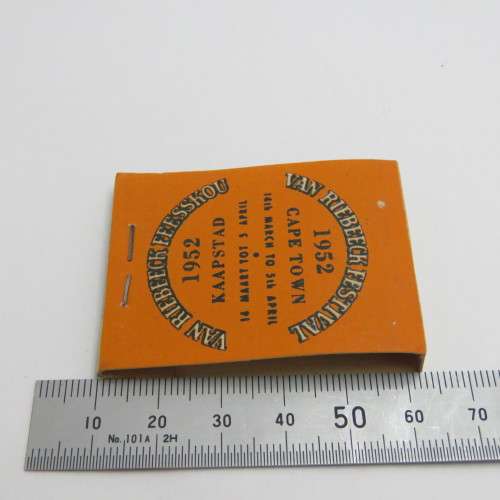 VAN RIEBEECK FEESSKOU
1952
KAAPSTAD
14 MAART TOT 5 APRIL
14th MARCH TO 5th APRIL
CAPE TOWN
1952
VAN RIEBEECK FESTIVAL
10 20 30 40 50 60 70
No. 101A 2H